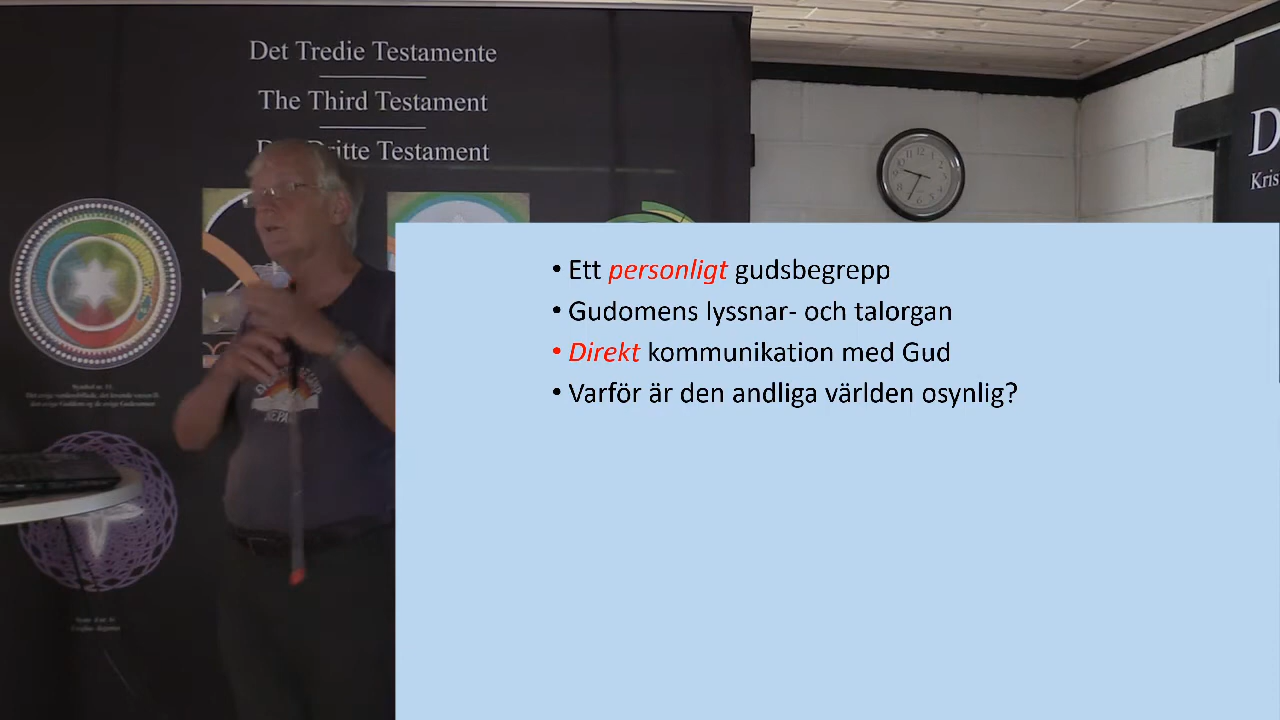 Det Tredie Testamente
The Third Testament
Dritte Testament
D
Kris
• Ett personligt gudsbegrepp
• Gudomens lyssnar- och talorgan
• Direkt kommunikation med Gud
• Varför är den andliga världen osynlig?